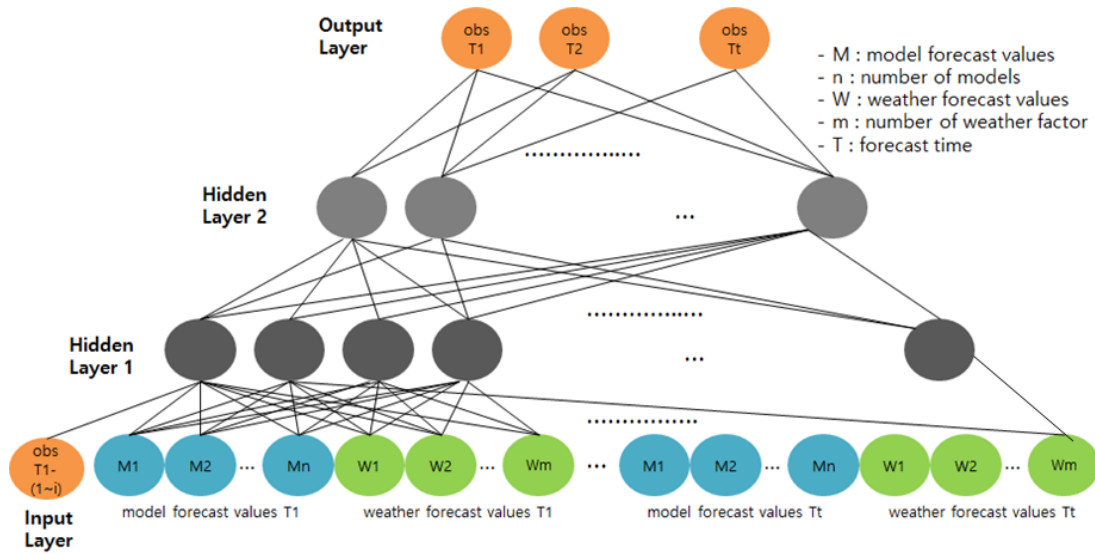 Output
Layer
obs
T1
obs
T2
obs
Tt
- M : model forecast values
- n : number of models
- W : weather forecast values
- m : number of weather factor
- T : forecast time
................
Hidden
Layer 2
...
................
Hidden
Layer 1
...
................
obs
T1-
(1~i)
M1
M2
...
Mn
W1
W2
...
Wm
...
M1
M2
...
Mn
W1
W2
...
Wm
Input
Layer
model forecast values T1
weather forecast values T1
model forecast values Tt
weather forecast values Tt